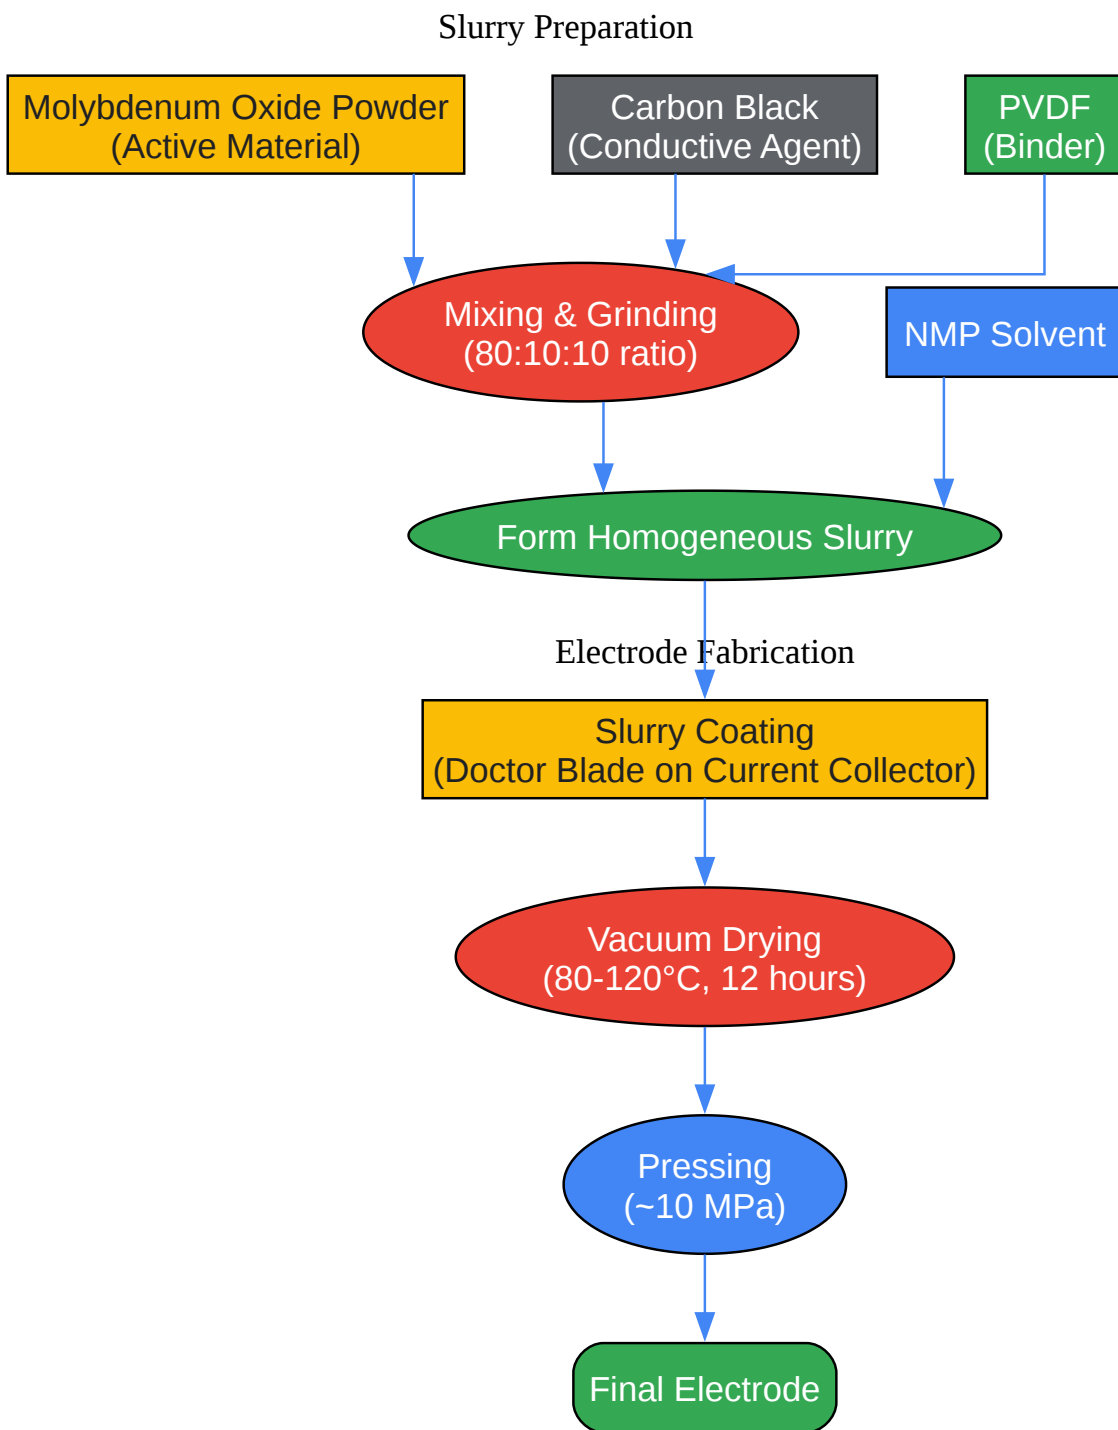 Slurry Preparation
Molybdenum Oxide Powder
(Active Material)
Carbon Black
(Conductive Agent)
PVDF
(Binder)
Mixing & Grinding
(80:10:10 ratio)
NMP Solvent
Form Homogeneous Slurry
Electrode Fabrication
Slurry Coating
(Doctor Blade on Current Collector)
Vacuum Drying
(80-120°C, 12 hours)
Pressing
(~10 MPa)
Final Electrode